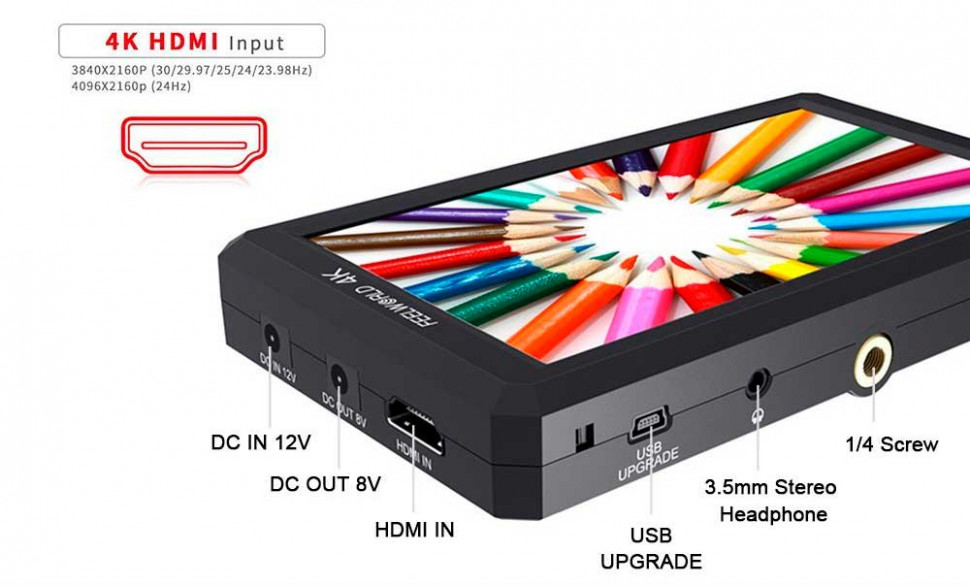 4K HDMI Input
3840X2160P (30/29.97/25/24/23.98Hz)
4096X2160p (24Hz)
FEELWORLD 4K
DC IN 12V
DC OUT 8V
HDMI IN
USB
UPGRADE
DC IN 12V
DC OUT 8V
HDMI IN
USB
UPGRADE
3.5mm Stereo
Headphone
1/4 Screw